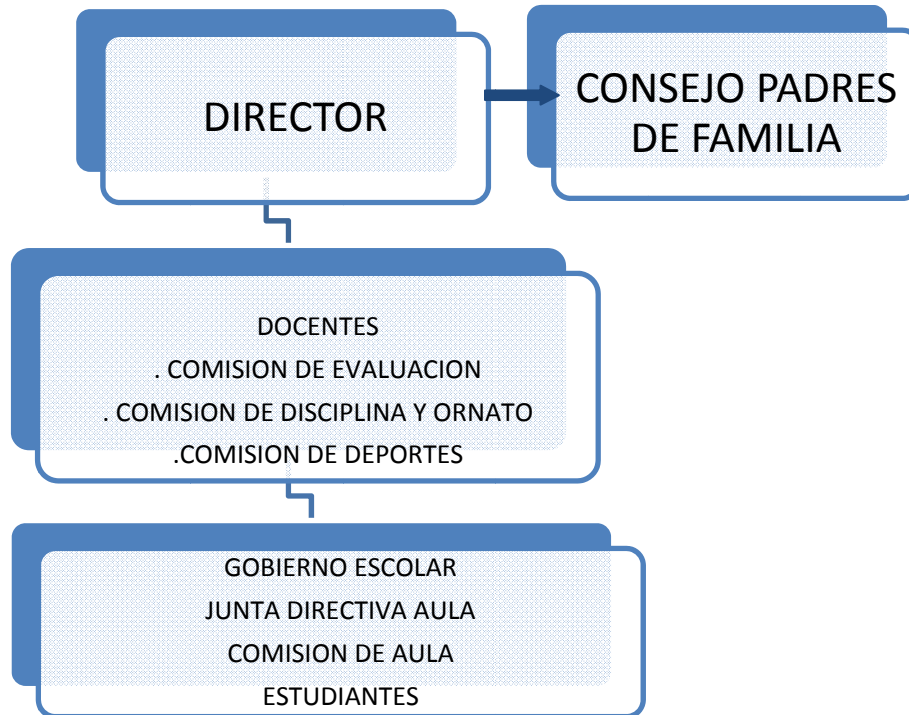 DIRECTOR
CONSEJO PADRES
DE FAMILIA
DOCENTES
. COMISION DE EVALUACION
. COMISION DE DISCIPLINA Y ORNATO
.COMISION DE DEPORTES
GOBIERNO ESCOLAR
JUNTA DIRECTIVA AULA
COMISION DE AULA
ESTUDIANTES